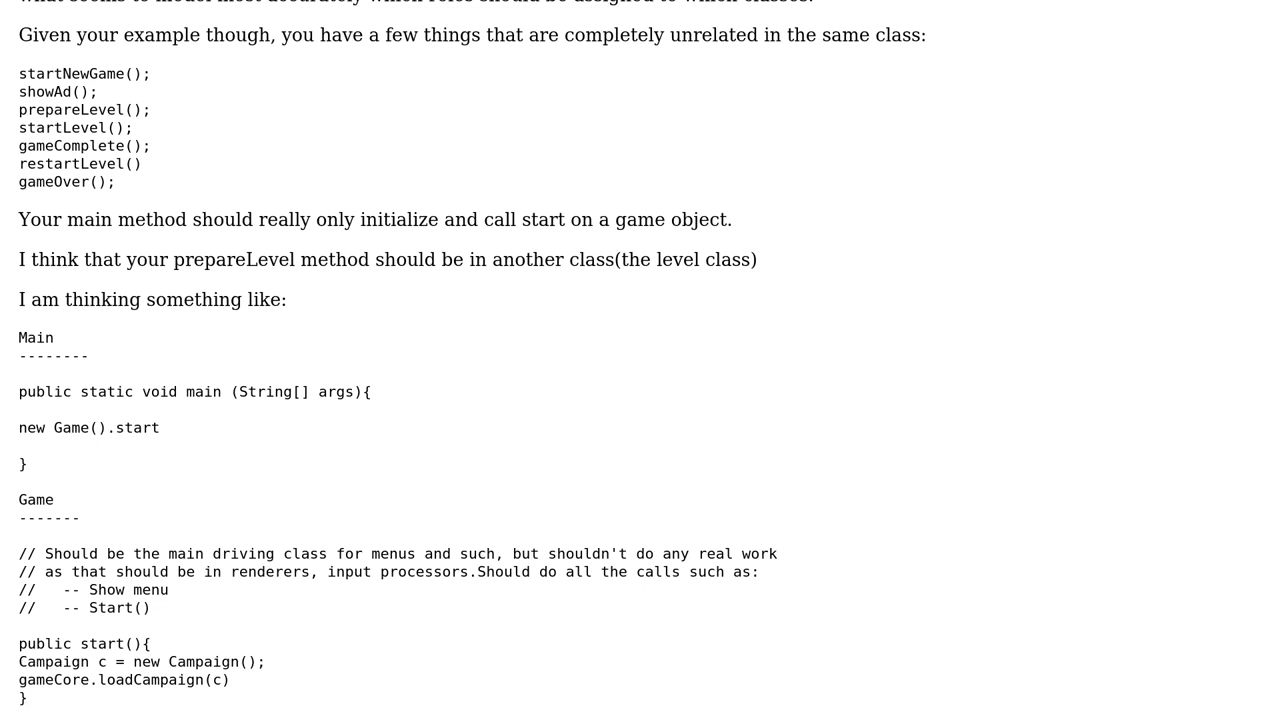 Given your example though, you have a few things that are completely unrelated in the same class:
startNewGame();
showAd();
prepareLevel();
startLevel();
gameComplete();
restartLevel()
gameOver();
Your main method should really only initialize and call start on a game object.
I think that your prepareLevel method should be in another class(the level class)
I am thinking something like:
Main
--------
public static void main (String[] args){
new Game().start
}
Game
-------
// Should be the main driving class for menus and such, but shouldn't do any real work
// as that should be in renderers, input processors.Should do all the calls such as:
//   -- Show menu
//   -- Start()
public start(){
Campaign c = new Campaign();
gameCore.loadCampaign(c)
}